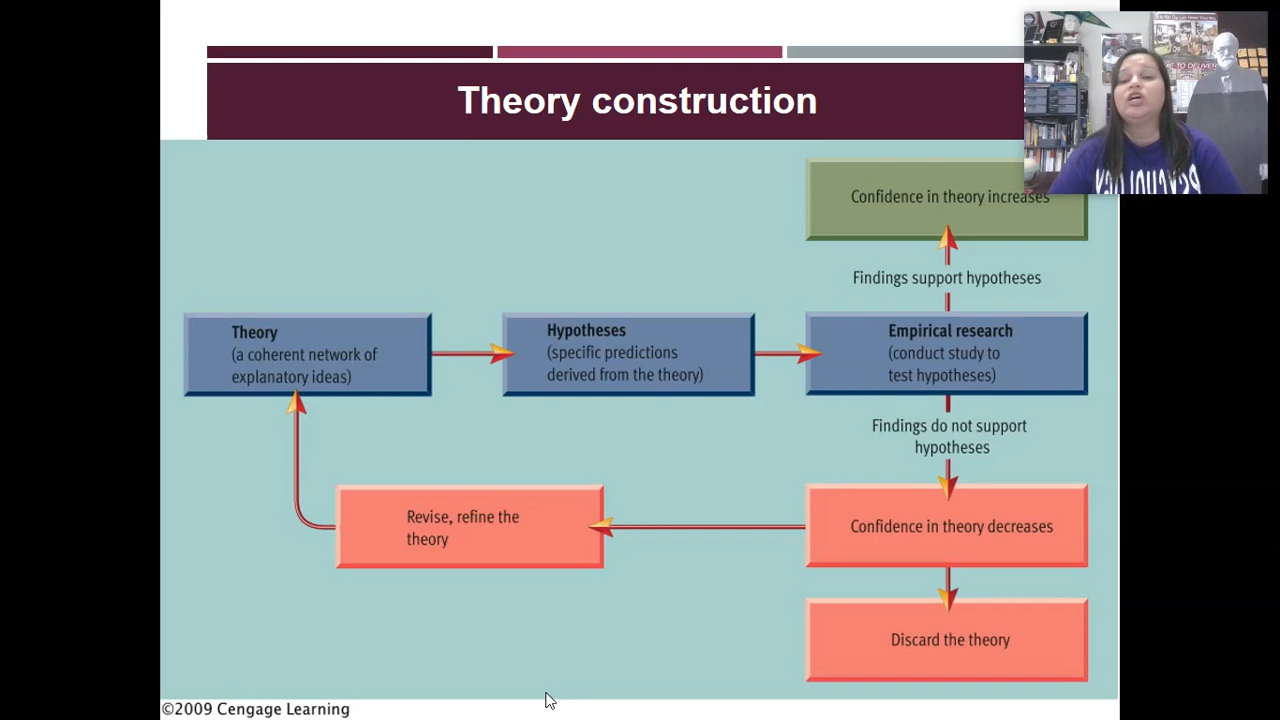 Theory construction
Confidence in theory increases
Findings support hypotheses
Theory
(a coherent network of
explanatory ideas)
Hypotheses
(specific predictions
derived from the theory)
Empirical research
(conduct study to
test hypotheses)
Findings do not support
hypotheses
Revise, refine the
theory
Confidence in theory decreases
Discard the theory
©2009 Cengage Learning